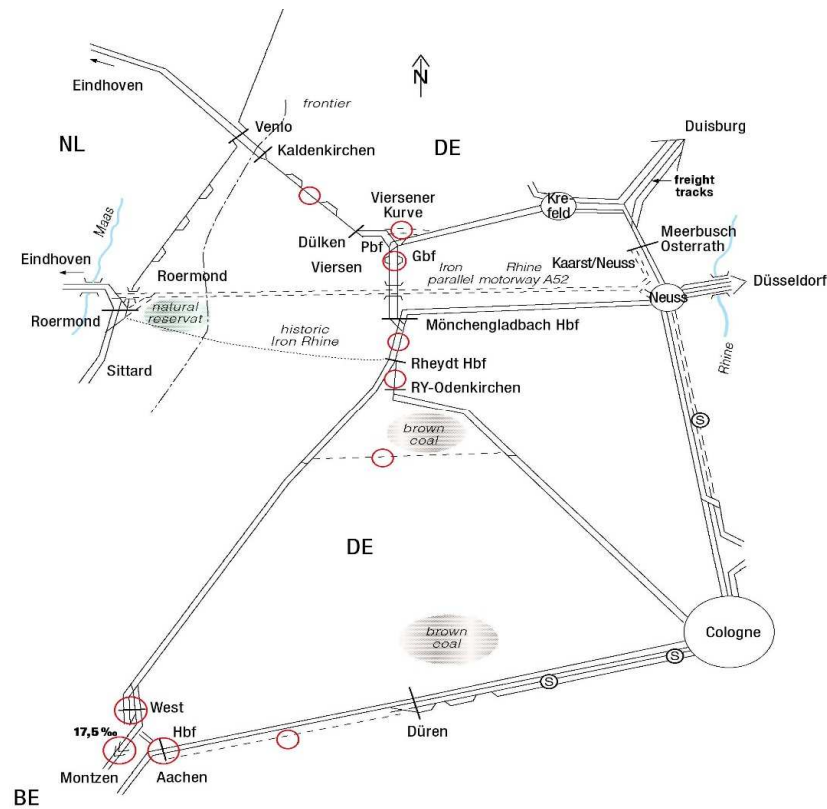 Eindhoven
N
frontier
Venlo
Duisburg
NL
Kaldenkirchen
DE
freight
tracks
Viersener
Kurve
Kre
feld
Maas
Meerbusch
Osterrath
Dülken
Pbf
Gbf
Kaarst/Neuss
Eindhoven
Roermond
Viersen
Iron Rhine
parallel motorway A52
Düsseldorf
Neuss
natural
reservat
Roermond
historic
Iron Rhine
Mönchengladbach Hbf
Rhine
Sittard
Rheydt Hbf
RY-Odenkirchen
brown
coal
S
DE
brown
coal
Cologne
S
S
West
17,5 ‰
Hbf
Düren
Montzen
Aachen
BE